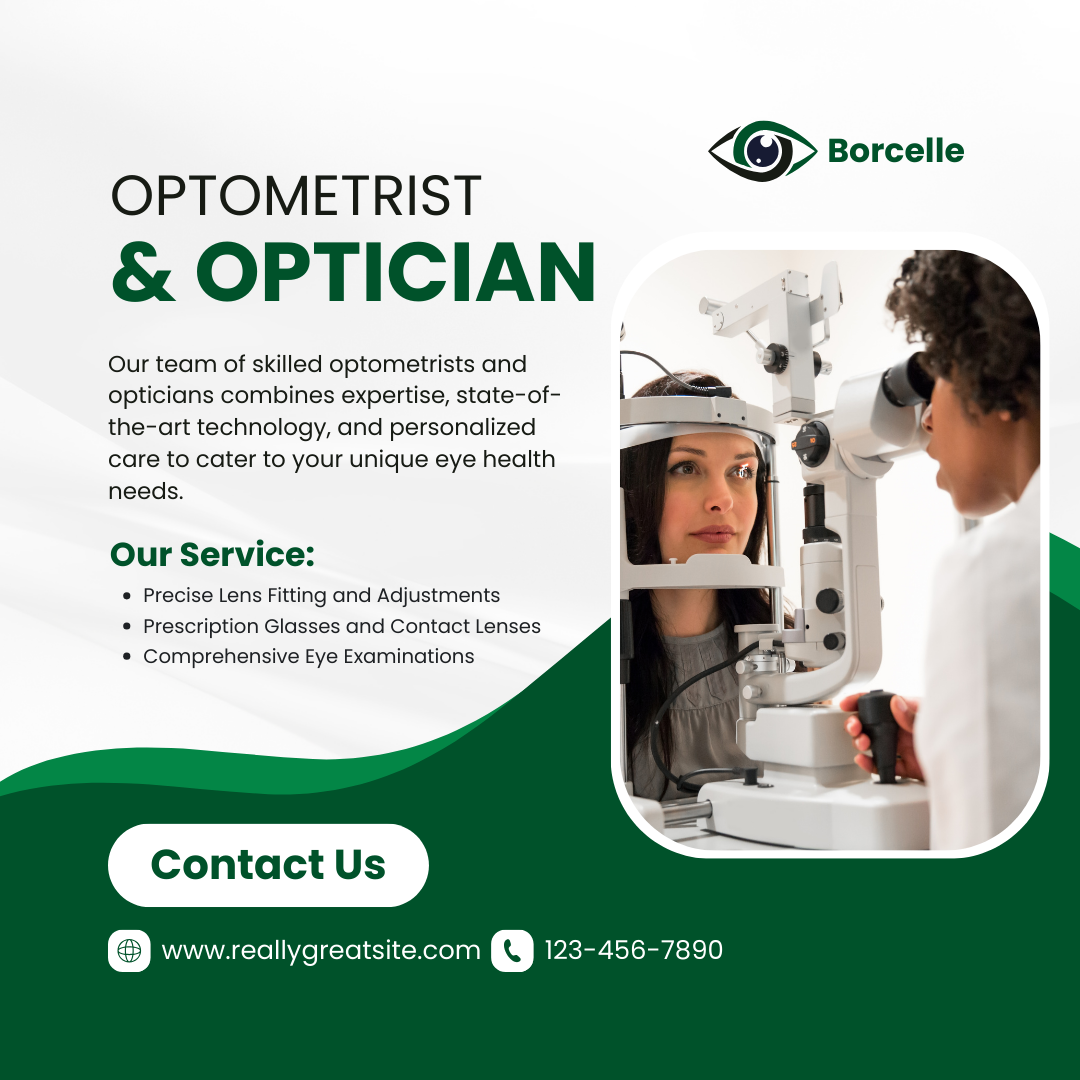 Borcelle
OPTOMETRIST
& OPTICIAN
Our team of skilled optometrists and
opticians combines expertise, state-of-
the-art technology, and personalized
care to cater to your unique eye health
needs.
Our Service:
• Precise Lens Fitting and Adjustments
• Prescription Glasses and Contact Lenses
• Comprehensive Eye Examinations
Contact Us
www.reallygreatsite.com 123-456-7890